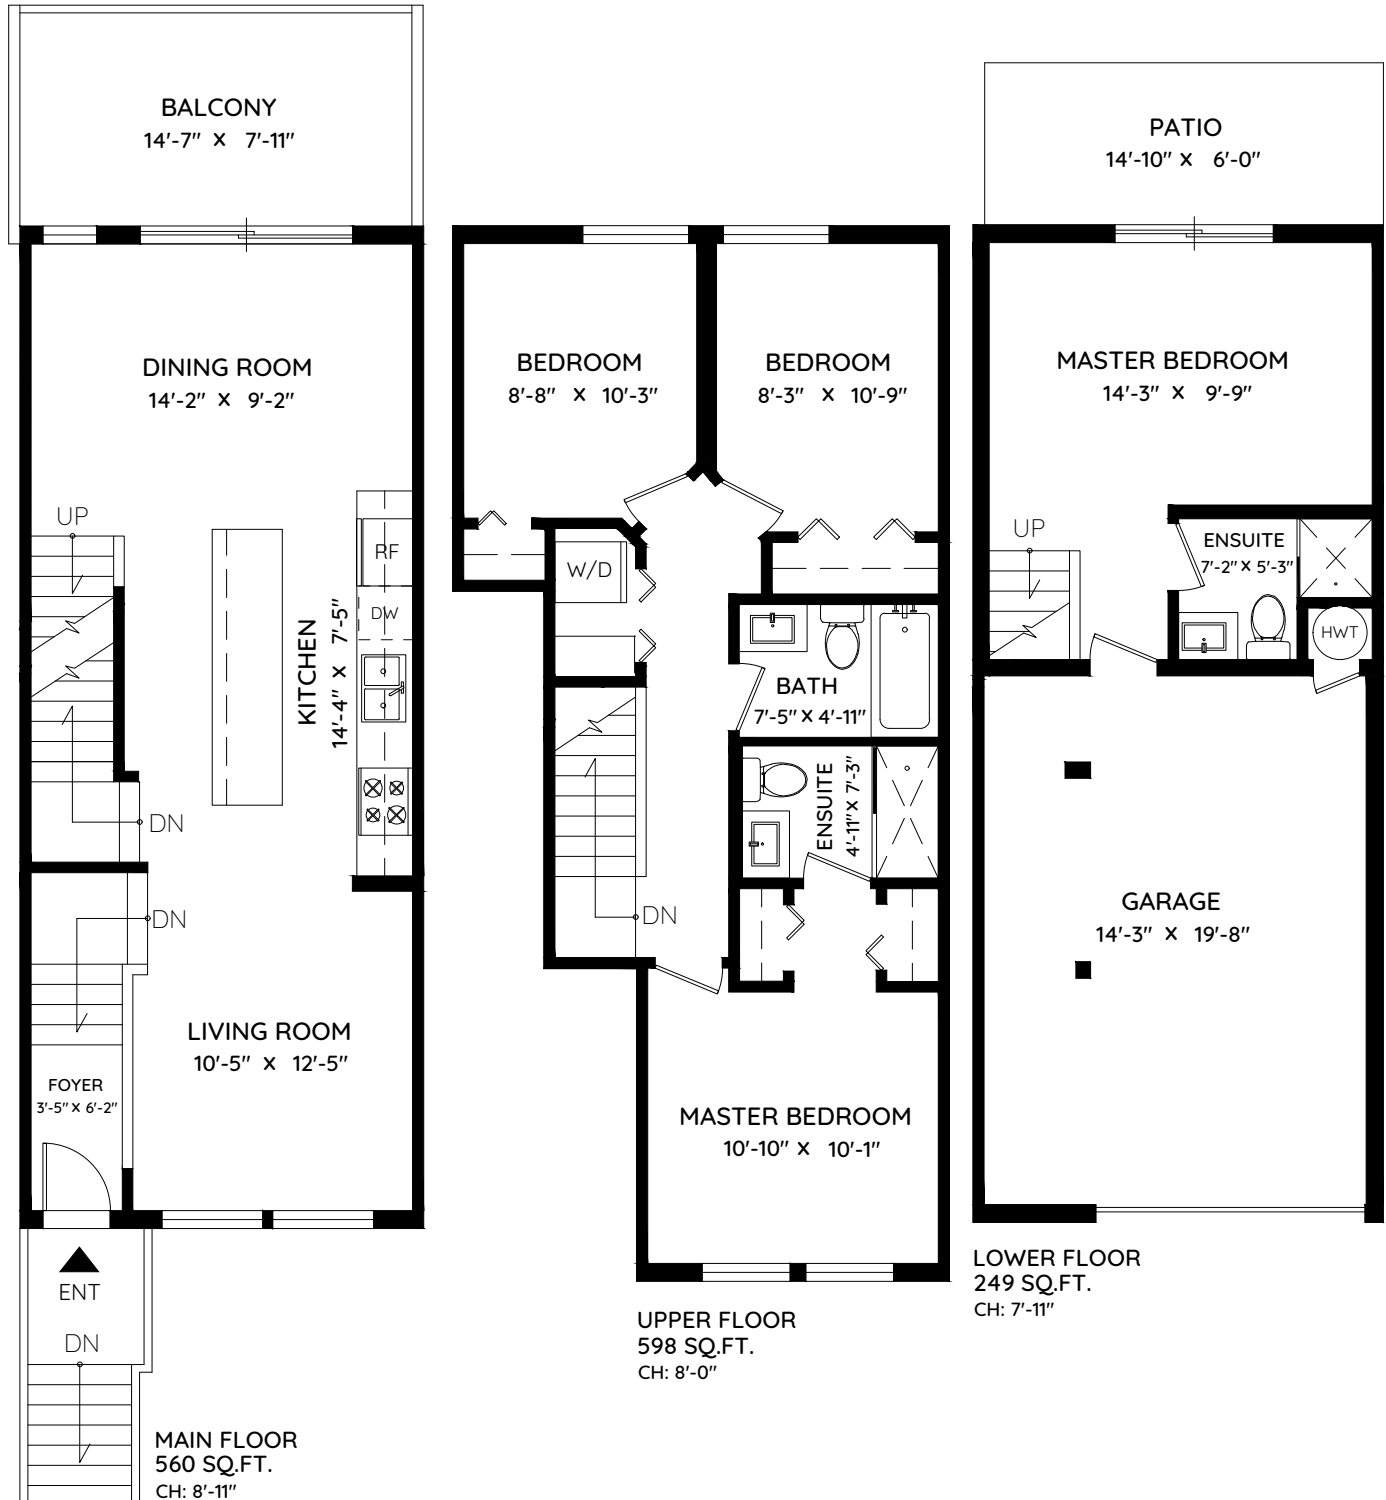 BALCONY
14'-7" X 7'-11"
DINING ROOM
14'-2" X 9'-2"
UP
RF
DW
KITCHEN
14'-4" X 7'-5"
DN
DN
LIVING ROOM
10'-5" X 12'-5"
FOYER
3'-5" X 6'-2"
ENT
DN
MAIN FLOOR
560 SQ.FT.
CH: 8'-11"
BEDROOM
8'-8" X 10'-3"
BEDROOM
8'-3" X 10'-9"
W/D
BATH
7'-5" X 4'-11"
ENSUITE
4'-11" X 7'-3"
DN
MASTER BEDROOM
10'-10" X 10'-1"
UPPER FLOOR
598 SQ.FT.
CH: 8'-0"
PATIO
14'-10" X 6'-0"
MASTER BEDROOM
14'-3" X 9'-9"
UP
ENSUITE
7'-2" X 5'-3"
HWT
GARAGE
14'-3" X 19'-8"
LOWER FLOOR
249 SQ.FT.
CH: 7'-11"